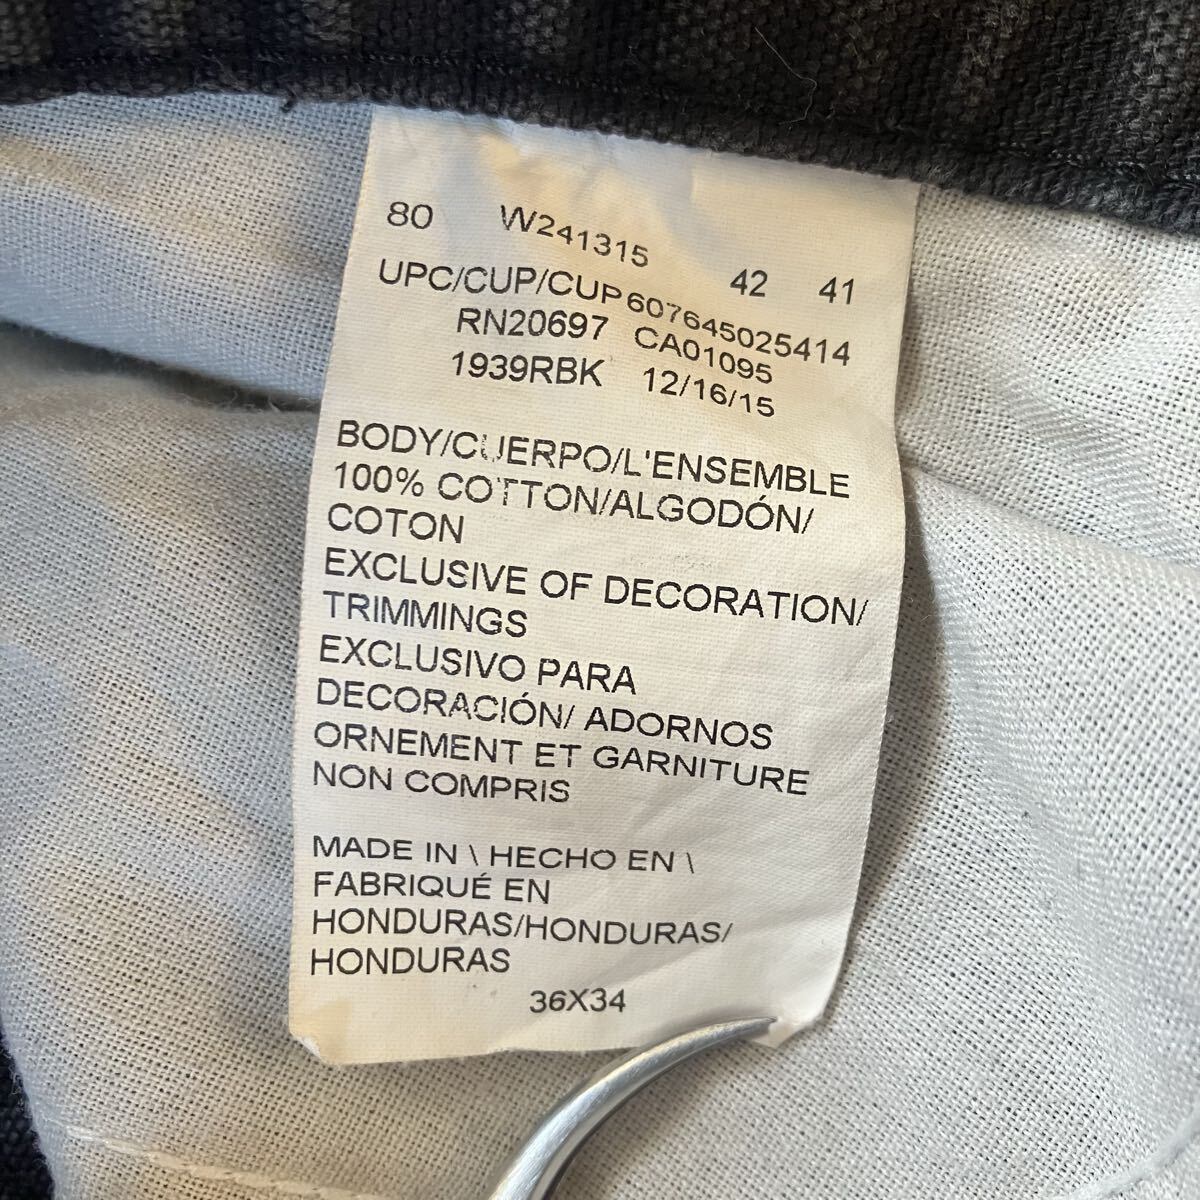 80 W241315 42 41
UPC/CUP/CUP 607645025414
RN20697 CA01095
1939RBK 12/16/15
BODY/CUERPO/L'ENSEMBLE
100% COTTON/ALGODÓN/
COTON
EXCLUSIVE OF DECORATION/
TRIMMINGS
EXCLUSIVO PARA
DECORACIÓN/ ADORNOS
ORNEMENT ET GARNITURE
NON COMPRIS
MADE IN \ HECHO EN \
FABRIQUÉ EN
HONDURAS/HONDURAS/
HONDURAS
36X34